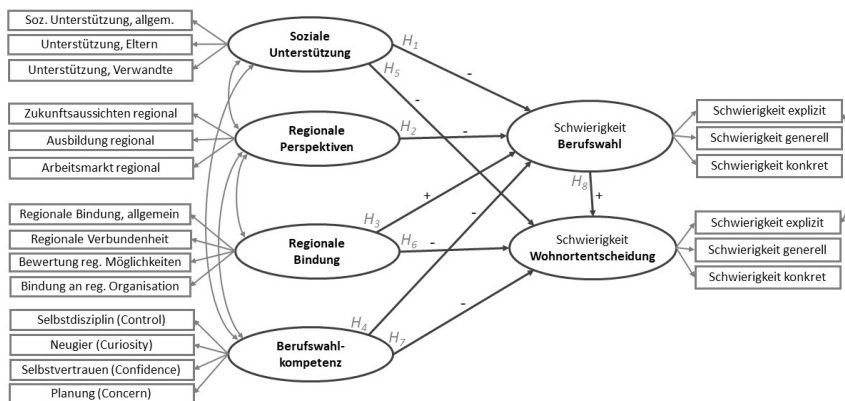 Soz. Unterstützung, allgem.
Unterstützung, Eltern
Unterstützung, Verwandte
Zukunftsaussichten regional
Ausbildung regional
Arbeitsmarkt regional
Regionale Bindung, allgemein
Regionale Verbundenheit
Bewertung reg. Möglichkeiten
Bindung an reg. Organisation
Selbstdisziplin (Control)
Neugier (Curiosity)
Selbstvertrauen (Confidence)
Planung (Concern)
Soziale
Unterstützung
Regionale
Perspektiven
Regionale
Bindung
Berufswahl-
kompetenz
H1
-
H5
-
H2
-
H3
+
H6
-
H4
-
H7
-
H8
+
Schwierigkeit
Berufswahl
Schwierigkeit
Wohnortentscheidung
Schwierigkeit explizit
Schwierigkeit generell
Schwierigkeit konkret
Schwierigkeit explizit
Schwierigkeit generell
Schwierigkeit konkret